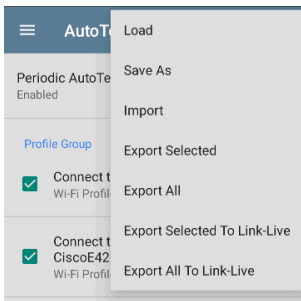 AutoTe
Periodic AutoTe
Enabled
Profile Group
Connect t
Wi-Fi Profil
Connect t
CiscoE42
Wi-Fi Profil
Load
Save As
Import
Export Selected
Export All
Export Selected To Link-Live
Export All To Link-Live